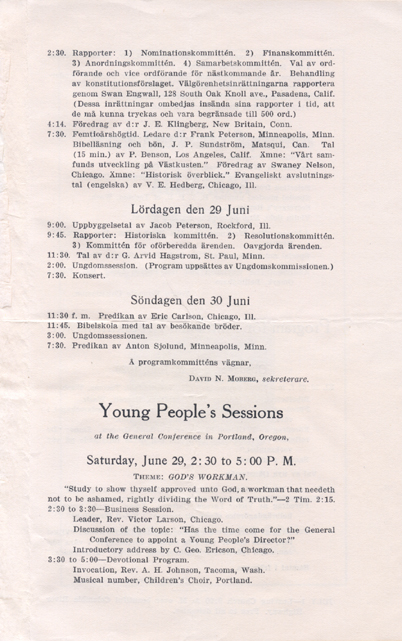 2:30. Rapporter: 1) Nominationskommittén. 2) Finanskommittén.
3) Anordningskommittén. 4) Samarbetskommittén. Val av ord-
förande och vice ordförande för nästkommande år. Behandling
av konstitutionsförslaget. Välgörenhetsinrättningarna rapportera
genom Swan Engwall, 128 South Oak Knoll ave., Pasadena, Calif.
(Dessa inrättningar ombedjas insända sina rapporter i tid, att
de må kunna tryckas och vara begränsade till 500 ord.)
4:14. Föredrag av d:r J. E. Klingberg, New Britain, Conn.
7:30. Femtioårshögtid. Ledare d:r Frank Peterson, Minneapolis, Minn.
Bibelläsning och bön, J. P. Sundström, Matsqui, Can. Tal
(15 min.) av P. Benson, Los Angeles, Calif. Ämne: "Vårt sam-
funds utveckling på Västkusten." Föredrag av Swaney Nelson,
Chicago. Ämne: "Historisk överblick." Evangeliskt avslutnings-
tal (engelska) av V. E. Hedberg, Chicago, Ill.
Lördagen den 29 Juni
9:00. Uppbyggelsetal av Jacob Peterson, Rockford, Ill.
9:45. Rapporter: Historiska kommittén. 2) Resolutionskommittén.
3) Kommittén för oförberedda ärenden. Oavgjorda ärenden.
11:30. Tal av d:r G. Arvid Hagstrom, St. Paul, Minn.
2:00. Ungdomssession. (Program uppsättes av Ungdomskommissionen.)
7:30. Konsert.
Söndagen den 30 Juni
11:30 f. m. Predikan av Eric Carlson, Chicago, Ill.
11:45. Bibelskola med tal av besökande bröder.
3:00. Ungdomssessionen.
7:30. Predikan av Anton Sjolund, Minneapolis, Minn.
Å programkommitténs vägnar,
David N. Moberg, sekreterare.
Young People's Sessions
at the General Conference in Portland, Oregon,
Saturday, June 29, 2:30 to 5:00 P. M.
Theme: GOD'S WORKMAN.
"Study to show thyself approved unto God, a workman that needeth
not to be ashamed, rightly dividing the Word of Truth."—2 Tim. 2:15.
2:30 to 3:30—Business Session.
Leader, Rev. Victor Larson, Chicago.
Discussion of the topic: "Has the time come for the General
Conference to appoint a Young People's Director?"
Introductory address by C. Geo. Ericson, Chicago.
3:30 to 5:00—Devotional Program.
Invocation, Rev. A. H. Johnson, Tacoma, Wash.
Musical number, Children's Choir, Portland.